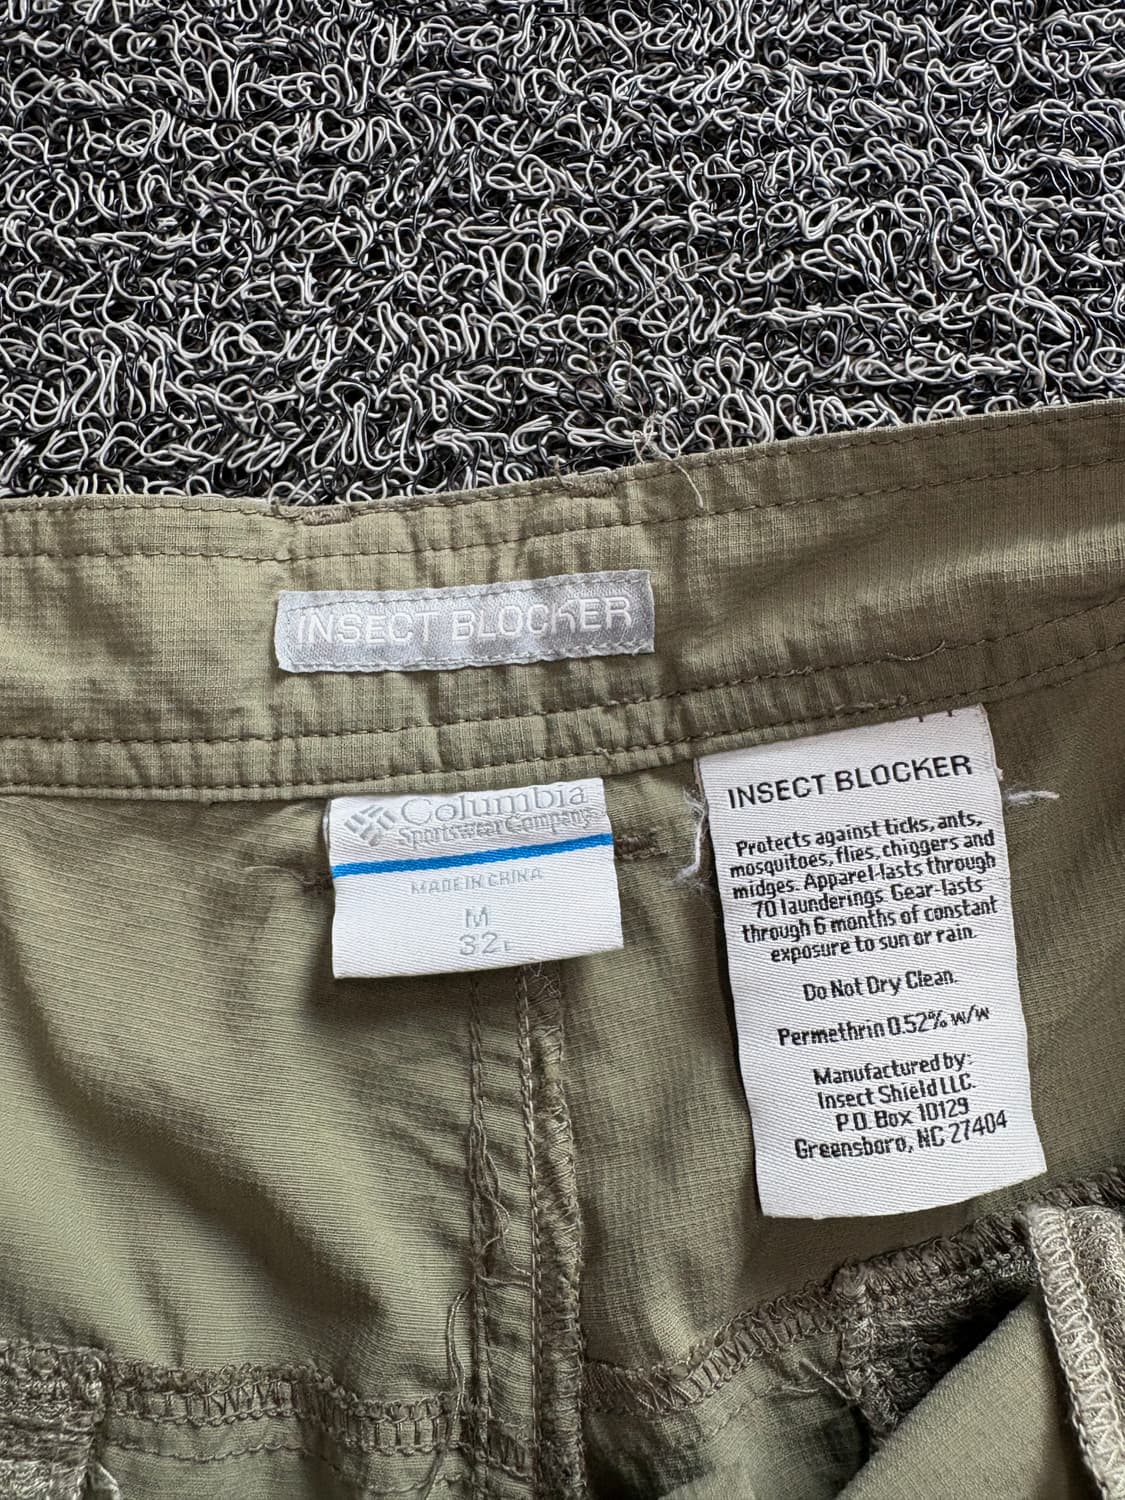 INSECT BLOCKER
Columbia
Sportswear Company
MADE IN CHINA
M
32L
INSECT BLOCKER
Protects against ticks, ants,
mosquitoes, flies, chiggers and
midges. Apparel-lasts through
70 launderings. Gear-lasts
through 6 months of constant
exposure to sun or rain.
Do Not Dry Clean.
Permethrin 0.52% w/w
Manufactured by:
Insect Shield LLC.
P.O. Box 10129
Greensboro, NC 27404